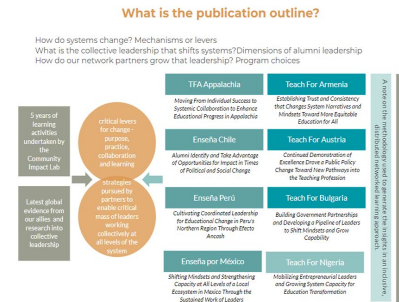 What is the publication outline?
How do systems change? Mechanisms or levers
What is the collective leadership that shifts systems?Dimensions of alumni leadership
How do our network partners grow that leadership? Program choices
5 years of
learning
activities
undertaken by
the
Community
Impact Lab
Latest global
evidence from
our allies and
research into
collective
leadership
critical levers
for change -
purpose,
practice,
collaboration
and learning
strategies
pursued by
partners to
enable critical
mass of leaders
working
collectively at
all levels of the
system
TFA Appalachia
Moving From Individual Success to
Systemic Collaboration to Enhance
Educational Progress in Appalachia
Enseña Chile
Alumni Identify and Take Advantage
of Opportunities for Impact in Times
of Political and Social Change
Enseña Perú
Cultivating Coordinated Leadership
for Educational Change in Peru's
Northern Region Through Efecto
Ancash
Enseña por México
Shifting Mindsets and Strengthening
Capacity at All Levels of a Local
Ecosystem in Mexico Through the
Sustained Work of Leaders
Teach For Armenia
Establishing Trust and Consistency
that Changes System Narratives and
Mindsets Toward More Equitable
Education for All
Teach For Austria
Continued Demonstration of
Excellence Drove a Public Policy
Change Toward New Pathways into
the Teaching Profession
Teach For Bulgaria
Building Government Partnerships
and Developing a Pipeline of Leaders
to Shift Mindsets and Grow
Capability
Teach For Nigeria
Mobilizing Entrepreneurial Leaders
and Growing System Capacity for
Education Transformation
A note on the methodology used to generate the insights in an inductive,
distributed networked learning approach.